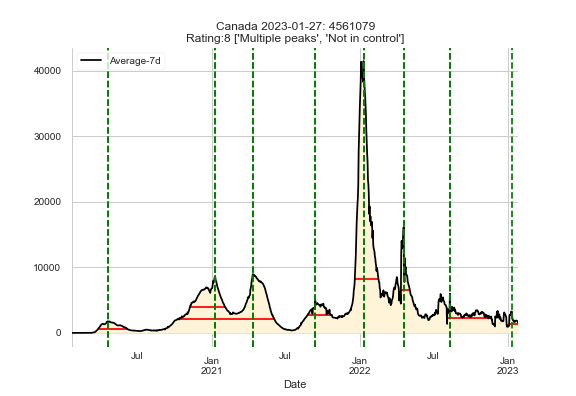 Canada 2023-01-27: 4561079
Rating:8 ['Multiple peaks', 'Not in control']
Average-7d
40000
30000
20000
10000
0
Jul
Jan
2021
Jul
Jan
2022
Jul
Jan
2023
Date